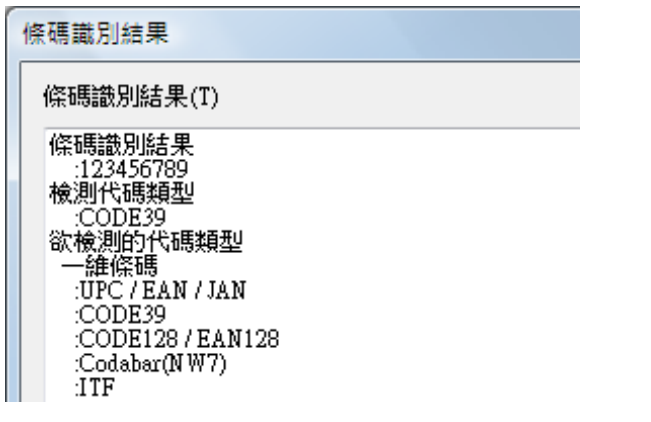 條碼識別結果
條碼識別結果(T)
條碼識別結果
:123456789
檢測代碼類型
:CODE39
欲檢測的代碼類型
一維條碼
:UPC / EAN / JAN
:CODE39
:CODE128 / EAN128
:Codabar(NW7)
:ITF